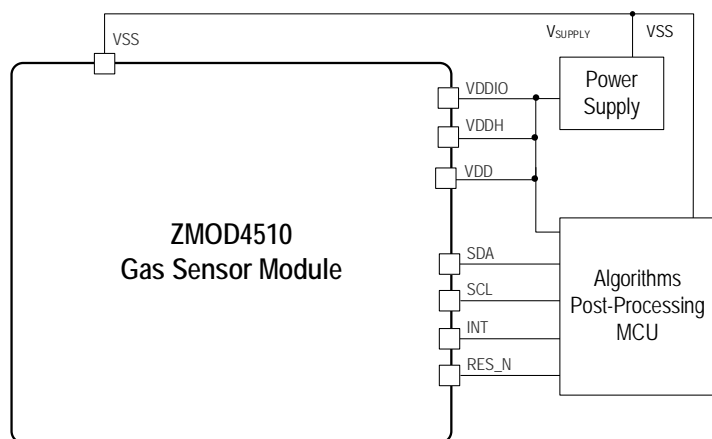 VSS
VSUPPLY
VSS
Power
Supply
VDDIO
VDDH
VDD
ZMOD4510
Gas Sensor Module
SDA
SCL
INT
RES_N
Algorithms
Post-Processing
MCU